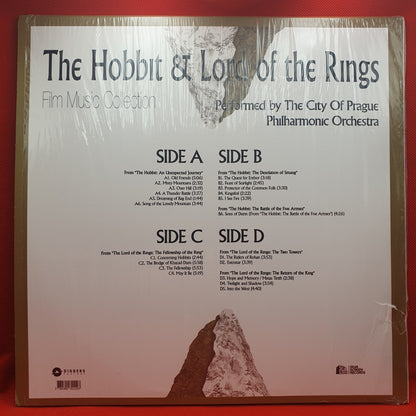 The Hobbit & Lord of the Rings
Film Music Collection
Performed by The City Of Prague
Philharmonic Orchestra
SIDE A
From "The Hobbit: An Unexpected Journey"
A1. Old Friends (5:06)
A2. Misty Mountains (2:32)
A3. Over Hill (3:19)
A4. A Thunder Battle (3:57)
A5. Dreaming of Bag End (1:44)
A6. Song of the Lonely Mountain (3:44)
SIDE B
From "The Hobbit: The Desolation of Smaug"
B1. The Quest for Erebor (3:18)
B2. Feast of Starlight (2:45)
B3. Protector of the Common Folk (3:30)
B4. Kingsfoil (2:22)
B5. I See Fire (3:39)
From "The Hobbit: The Battle of the Five Armies"
B6. Sons of Durin (From "The Hobbit: The Battle of the Five Armies") (4:26)
SIDE C
From "The Lord of the Rings: The Fellowship of the Ring"
C1. Concerning Hobbits (2:44)
C2. The Bridge of Khazad Dum (5:58)
C3. The Fellowship (5:53)
C4. May It Be (3:19)
SIDE D
From "The Lord of the Rings: The Two Towers"
D1. The Riders of Rohan (3:53)
D2. Evenstar (3:39)
From "The Lord of the Rings: The Return of the King"
D3. Hope and Memory / Minas Tirith (2:38)
D4. Twilight and Shadow (3:14)
D5. Into the West (4:40)
DIGGERS
FACTORY